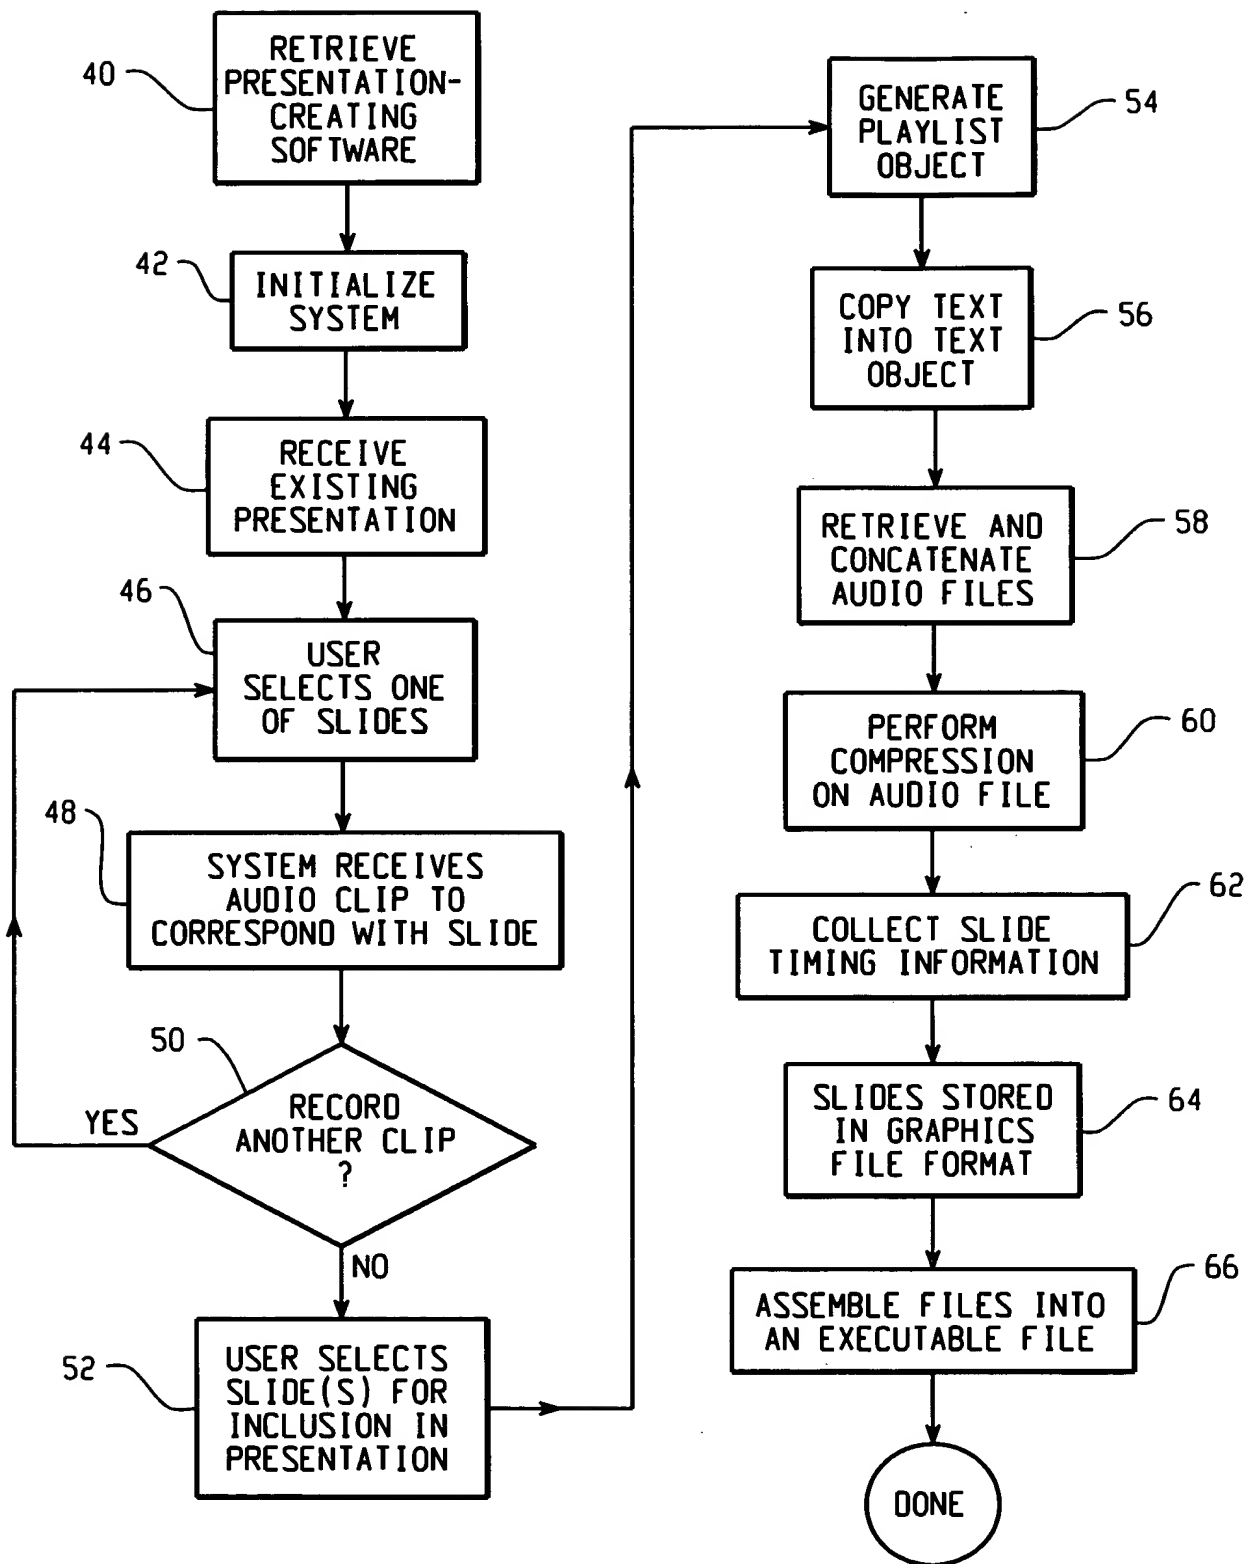 40
RETRIEVE
PRESENTATION-
CREATING
SOFTWARE
42
INITIALIZE
SYSTEM
44
RECEIVE
EXISTING
PRESENTATION
46
USER
SELECTS ONE
OF SLIDES
48
SYSTEM RECEIVES
AUDIO CLIP TO
CORRESPOND WITH SLIDE
50
YES
RECORD
ANOTHER CLIP
?
NO
52
USER SELECTS
SLIDE(S) FOR
INCLUSION IN
PRESENTATION
GENERATE
PLAYLIST
OBJECT
54
COPY TEXT
INTO TEXT
OBJECT
56
RETRIEVE AND
CONCATENATE
AUDIO FILES
58
PERFORM
COMPRESSION
ON AUDIO FILE
60
COLLECT SLIDE
TIMING INFORMATION
62
SLIDES STORED
IN GRAPHICS
FILE FORMAT
64
ASSEMBLE FILES INTO
AN EXECUTABLE FILE
66
DONE